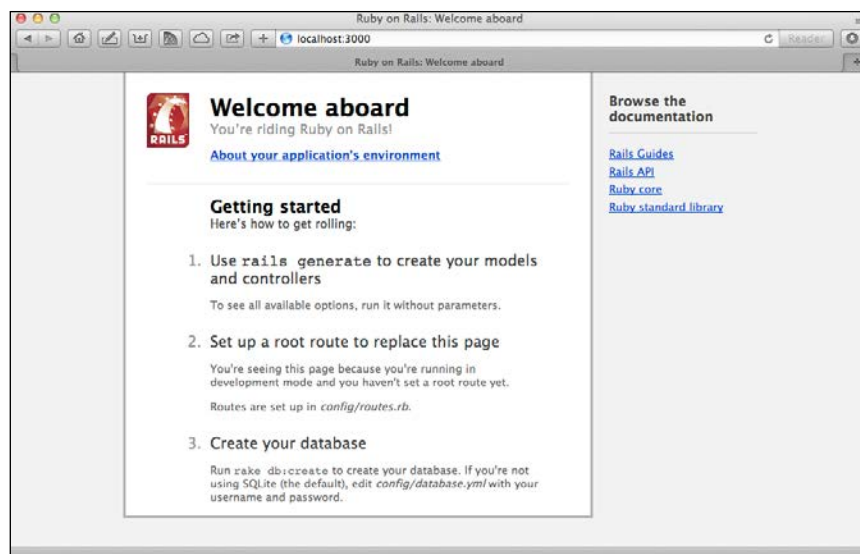 Ruby on Rails: Welcome aboard
localhost:3000
Reader
Ruby on Rails: Welcome aboard
RAILS
Welcome aboard
You're riding Ruby on Rails!
About your application's environment
Getting started
Here's how to get rolling:
1. Use rails generate to create your models
and controllers
To see all available options, run it without parameters.
2. Set up a root route to replace this page
You're seeing this page because you're running in
development mode and you haven't set a root route yet.
Routes are set up in config/routes.rb.
3. Create your database
Run rake db:create to create your database. If you're not
using SQLite (the default), edit config/database.yml with your
username and password.
Browse the
documentation
Rails Guides
Rails API
Ruby core
Ruby standard library